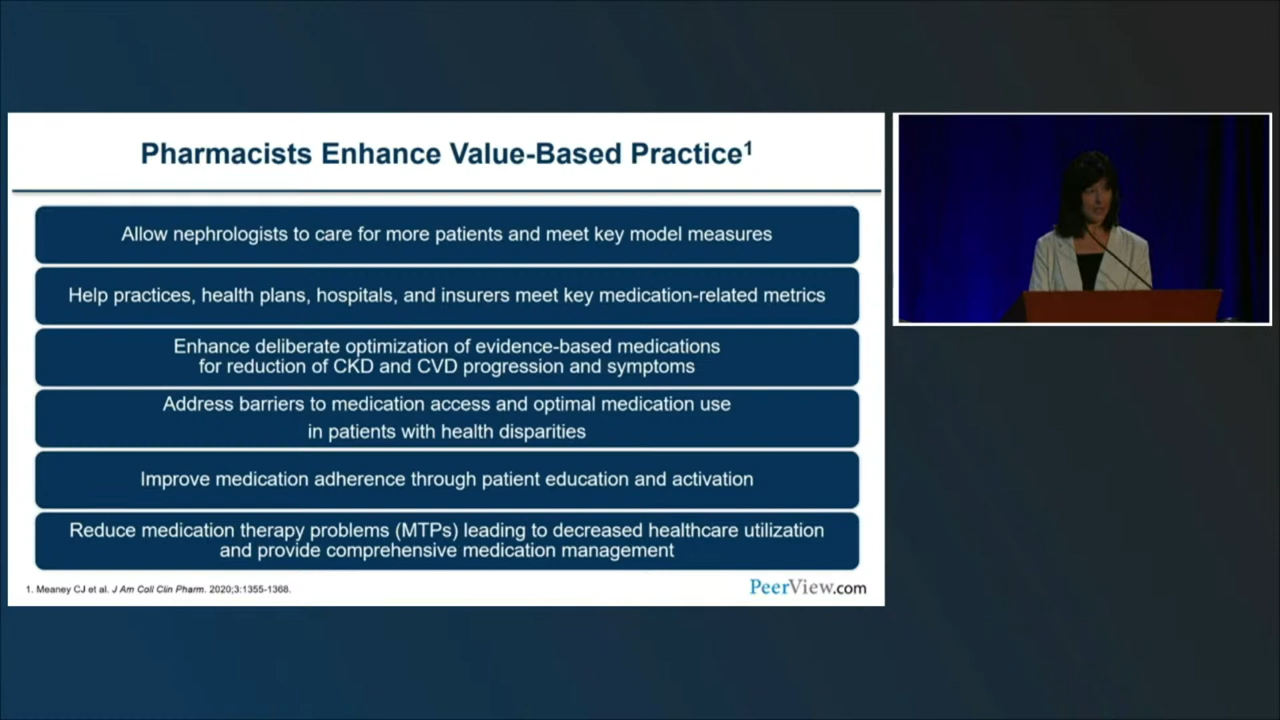 Pharmacists Enhance Value-Based Practice¹
Allow nephrologists to care for more patients and meet key model measures
Help practices, health plans, hospitals, and insurers meet key medication-related metrics
Enhance deliberate optimization of evidence-based medications
for reduction of CKD and CVD progression and symptoms
Address barriers to medication access and optimal medication use
in patients with health disparities
Improve medication adherence through patient education and activation
Reduce medication therapy problems (MTPs) leading to decreased healthcare utilization
and provide comprehensive medication management
1. Meaney CJ et al. J Am Coll Clin Pharm. 2020;3:1355-1368.
PeerView.com